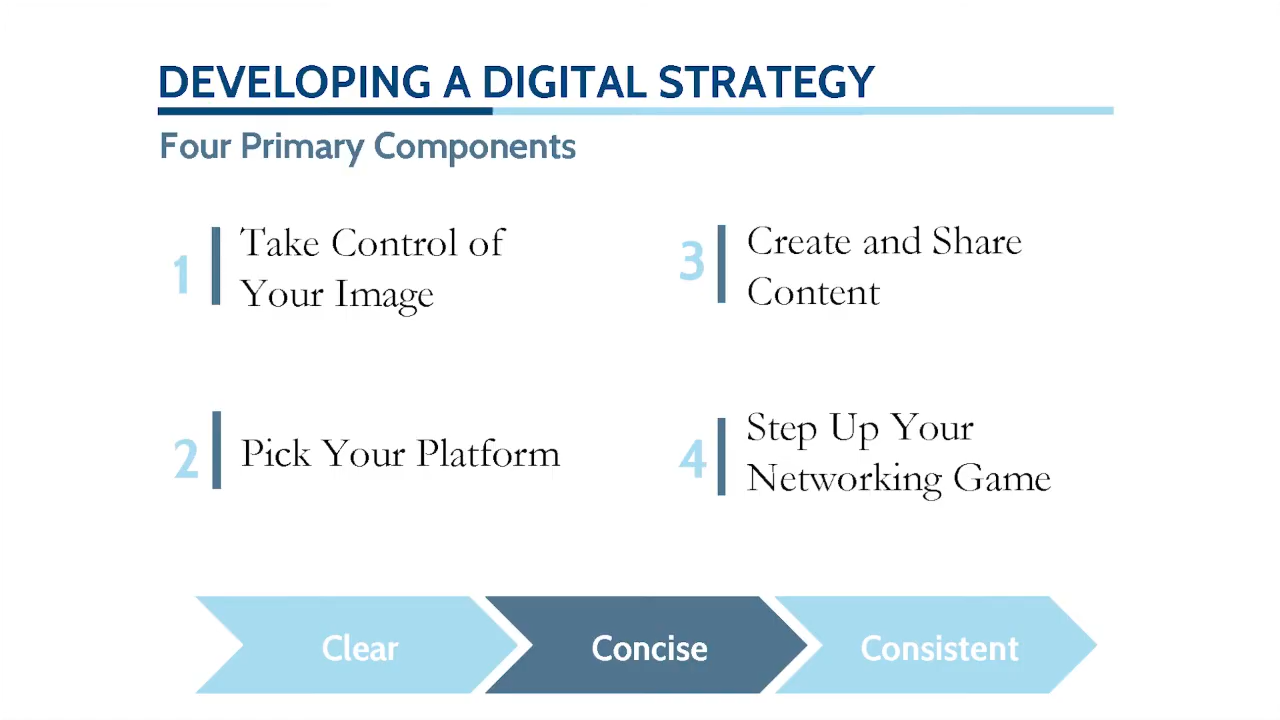 DEVELOPING A DIGITAL STRATEGY
Four Primary Components
1
Take Control of
Your Image
2
Pick Your Platform
3
Create and Share
Content
4
Step Up Your
Networking Game
Clear
Concise
Consistent